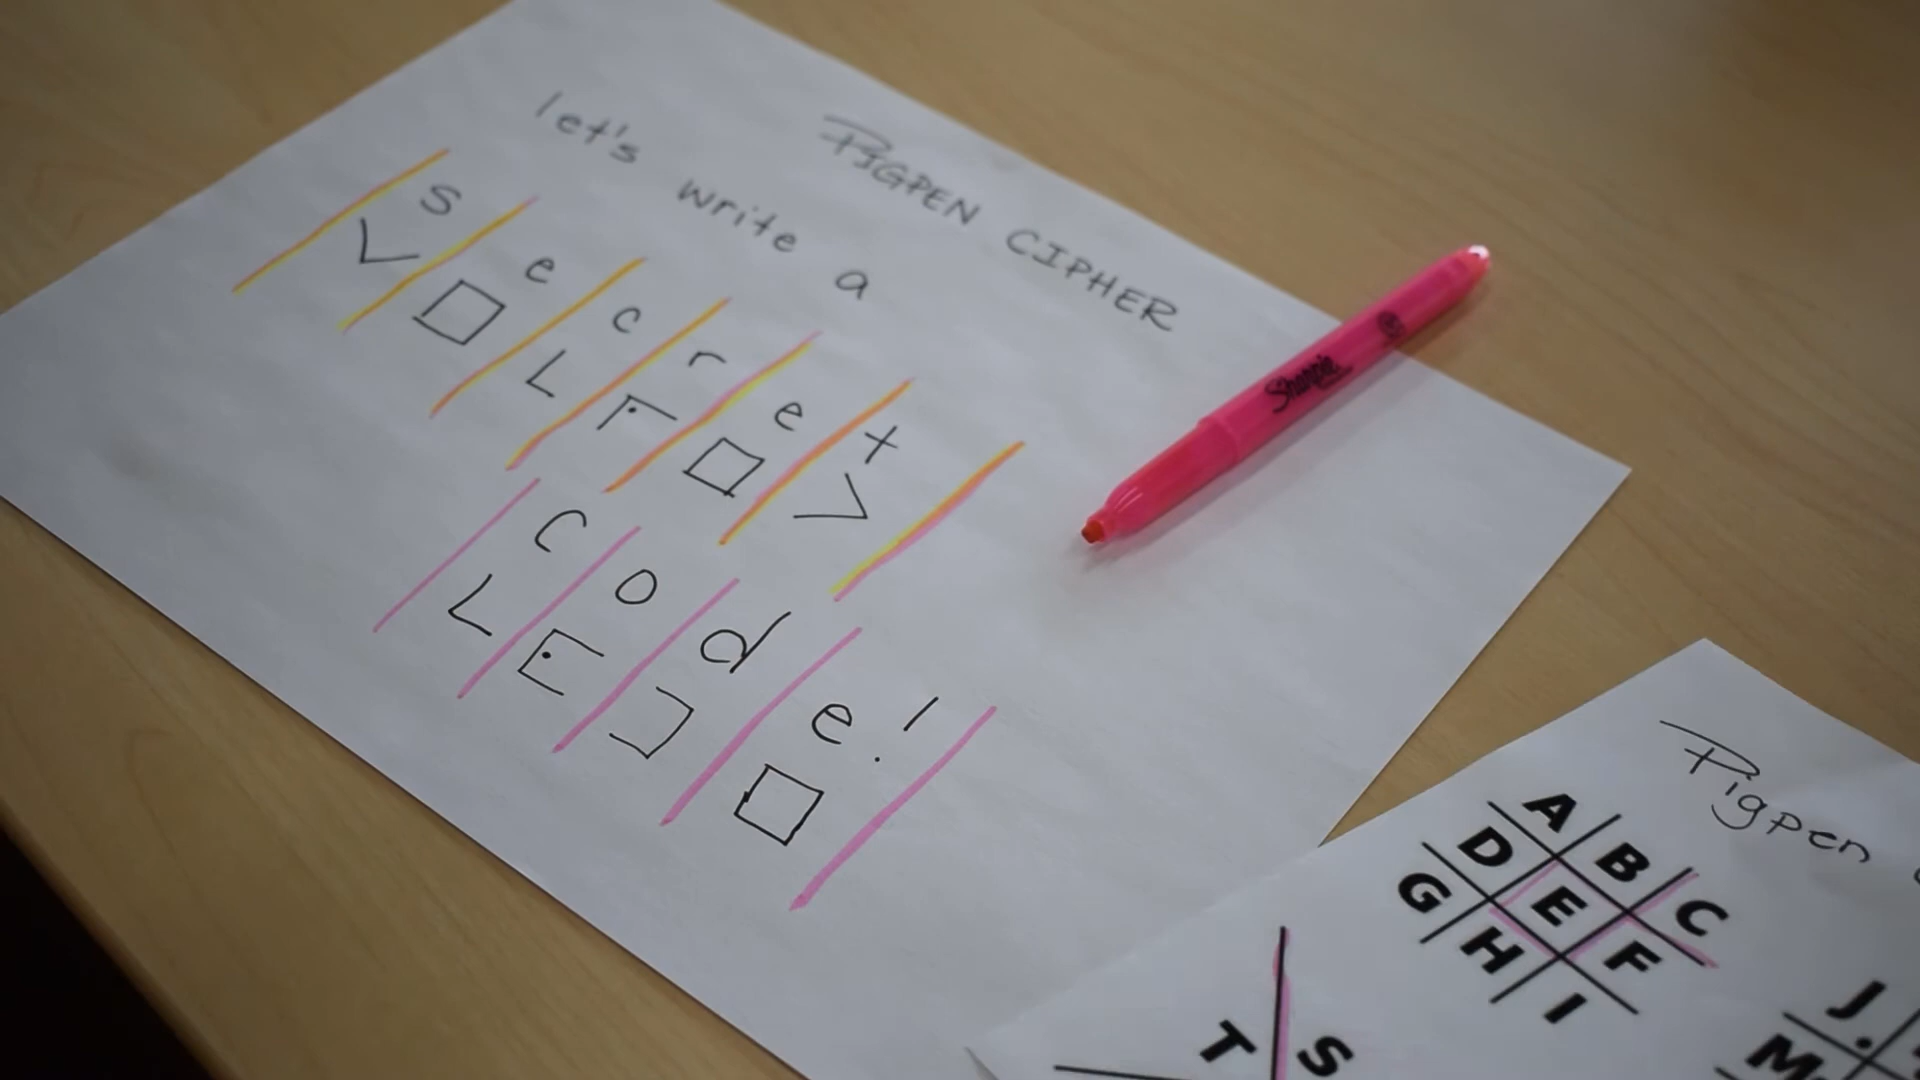 PIGPEN CIPHER
let's write a
s e c r e t
c o d e!
Sharpie
Pigpen
A B C
D E F
G H I
T S
J
M